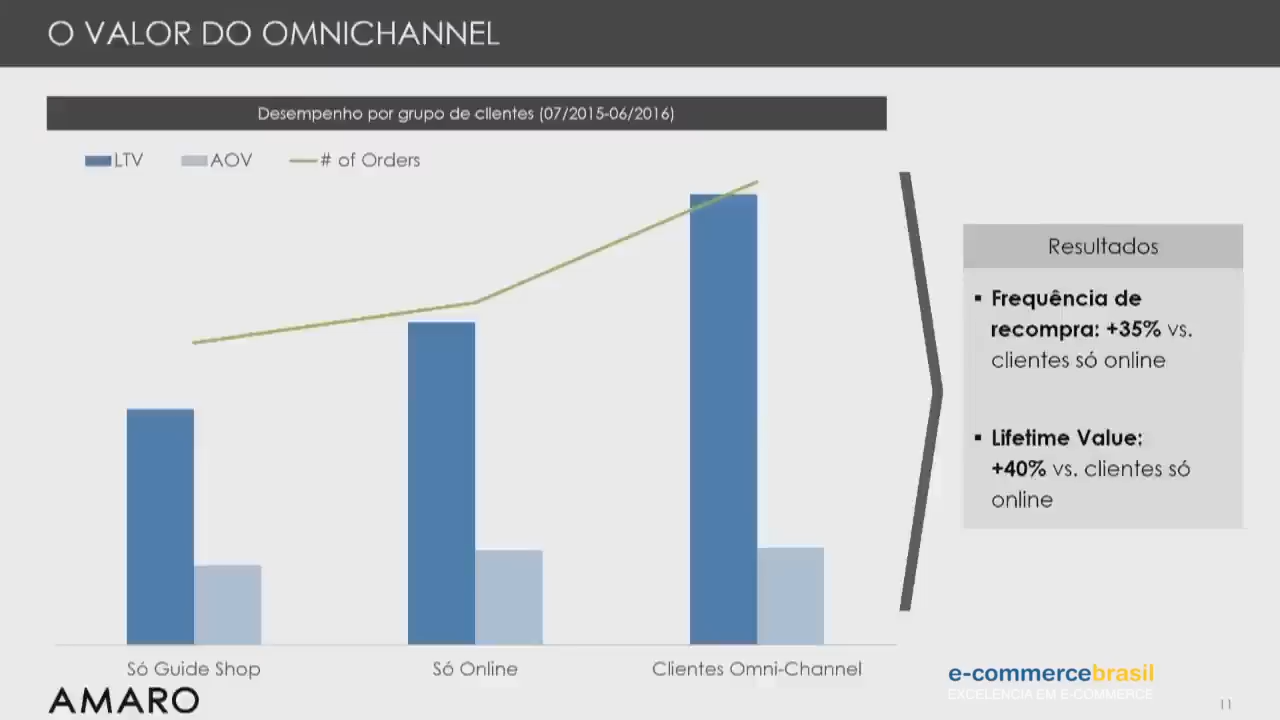 O VALOR DO OMNICHANNEL
Desempenho por grupo de clientes (07/2015-06/2016)
LTV
AOV
# of Orders
Só Guide Shop
Só Online
Clientes Omni-Channel
Resultados
▪ Frequência de
recompra: +35% vs.
clientes só online
▪ Lifetime Value:
+40% vs. clientes só
online
AMARO
e-commercebrasil
EXCELÊNCIA EM E-COMMERCE
11